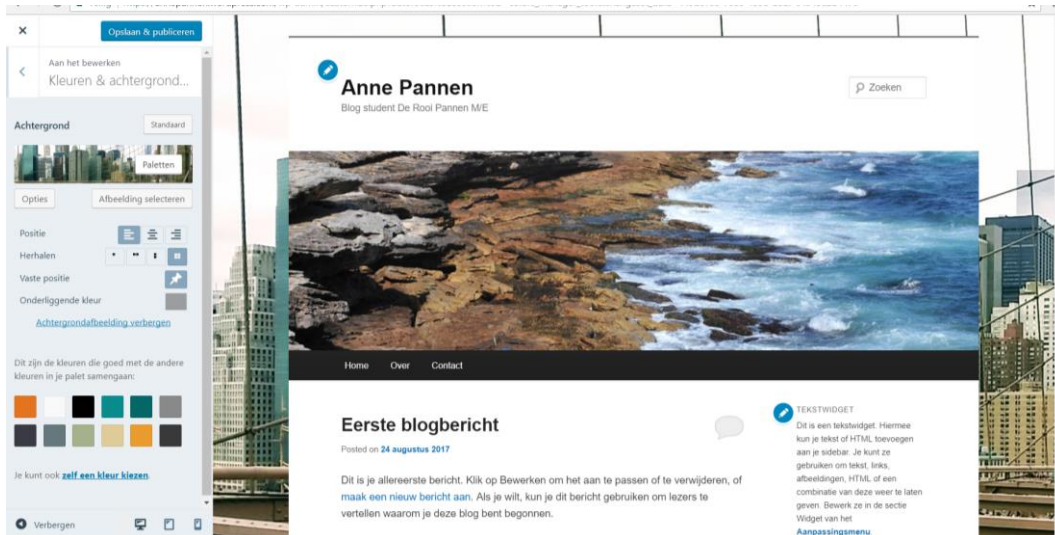 Opslaan & publiceren
Aan het bewerken
Kleuren & achtergrond...
Achtergrond
Standaard
Paletten
Opties
Afbeelding selecteren
Positie
Herhalen
Vaste positie
Onderliggende kleur
Achtergrondafbeelding verbergen
Dit zijn de kleuren die goed met de andere
kleuren in je palet samengaan:
Je kunt ook zelf een kleur kiezen.
Verbergen
Anne Pannen
Blog student De Rooi Pannen M/E
Zoeken
Home Over Contact
Eerste blogbericht
Posted on 24 augustus 2017
Dit is je allereerste bericht. Klik op Bewerken om het aan te passen of te verwijderen, of
maak een nieuw bericht aan. Als je wilt, kun je dit bericht gebruiken om lezers te
vertellen waarom je deze blog bent begonnen.
TEKSTWIDGET
Dit is een tekstwidget. Hiermee
kun je tekst of HTML toevoegen
aan je sidebar. Je kunt ze
gebruiken om tekst, links,
afbeeldingen, HTML of een
combinatie van deze weer te laten
geven. Bewerk ze in de sectie
Widget van het
Aanpassingsmenu.